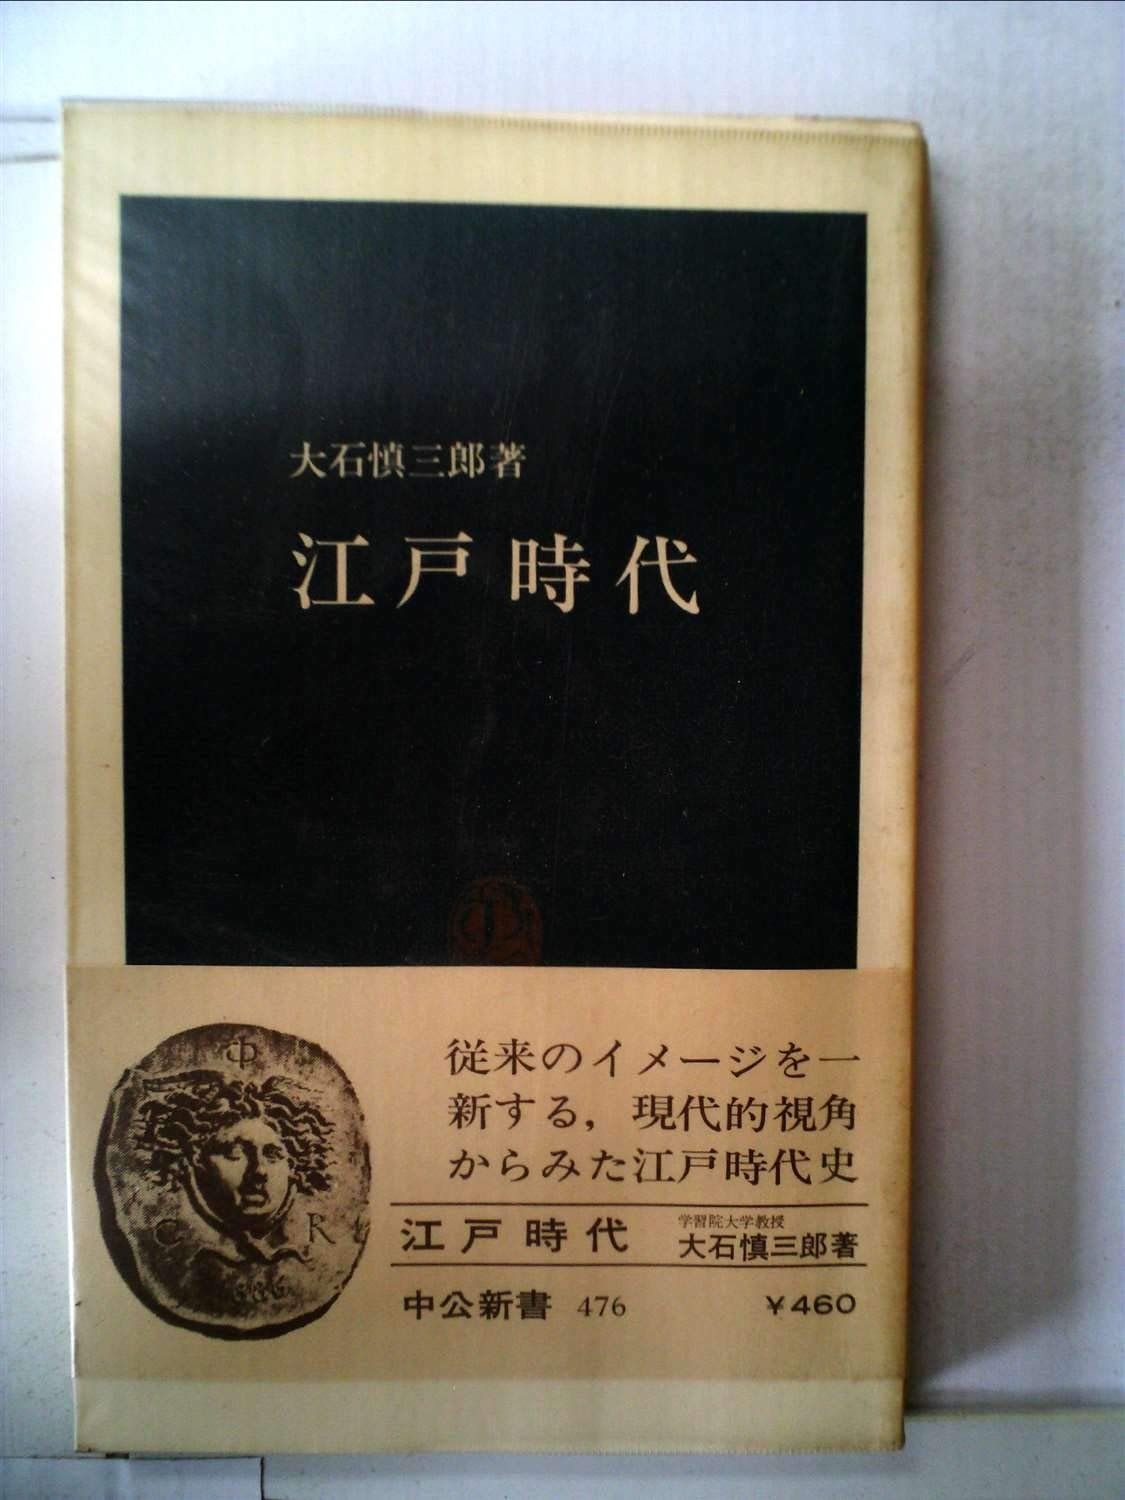 大石慎三郎著
江戸時代
従来のイメージを一
新する，現代的視角
からみた江戸時代史
江戸時代 学習院大学教授 大石慎三郎著
中公新書 476 ¥460
C R